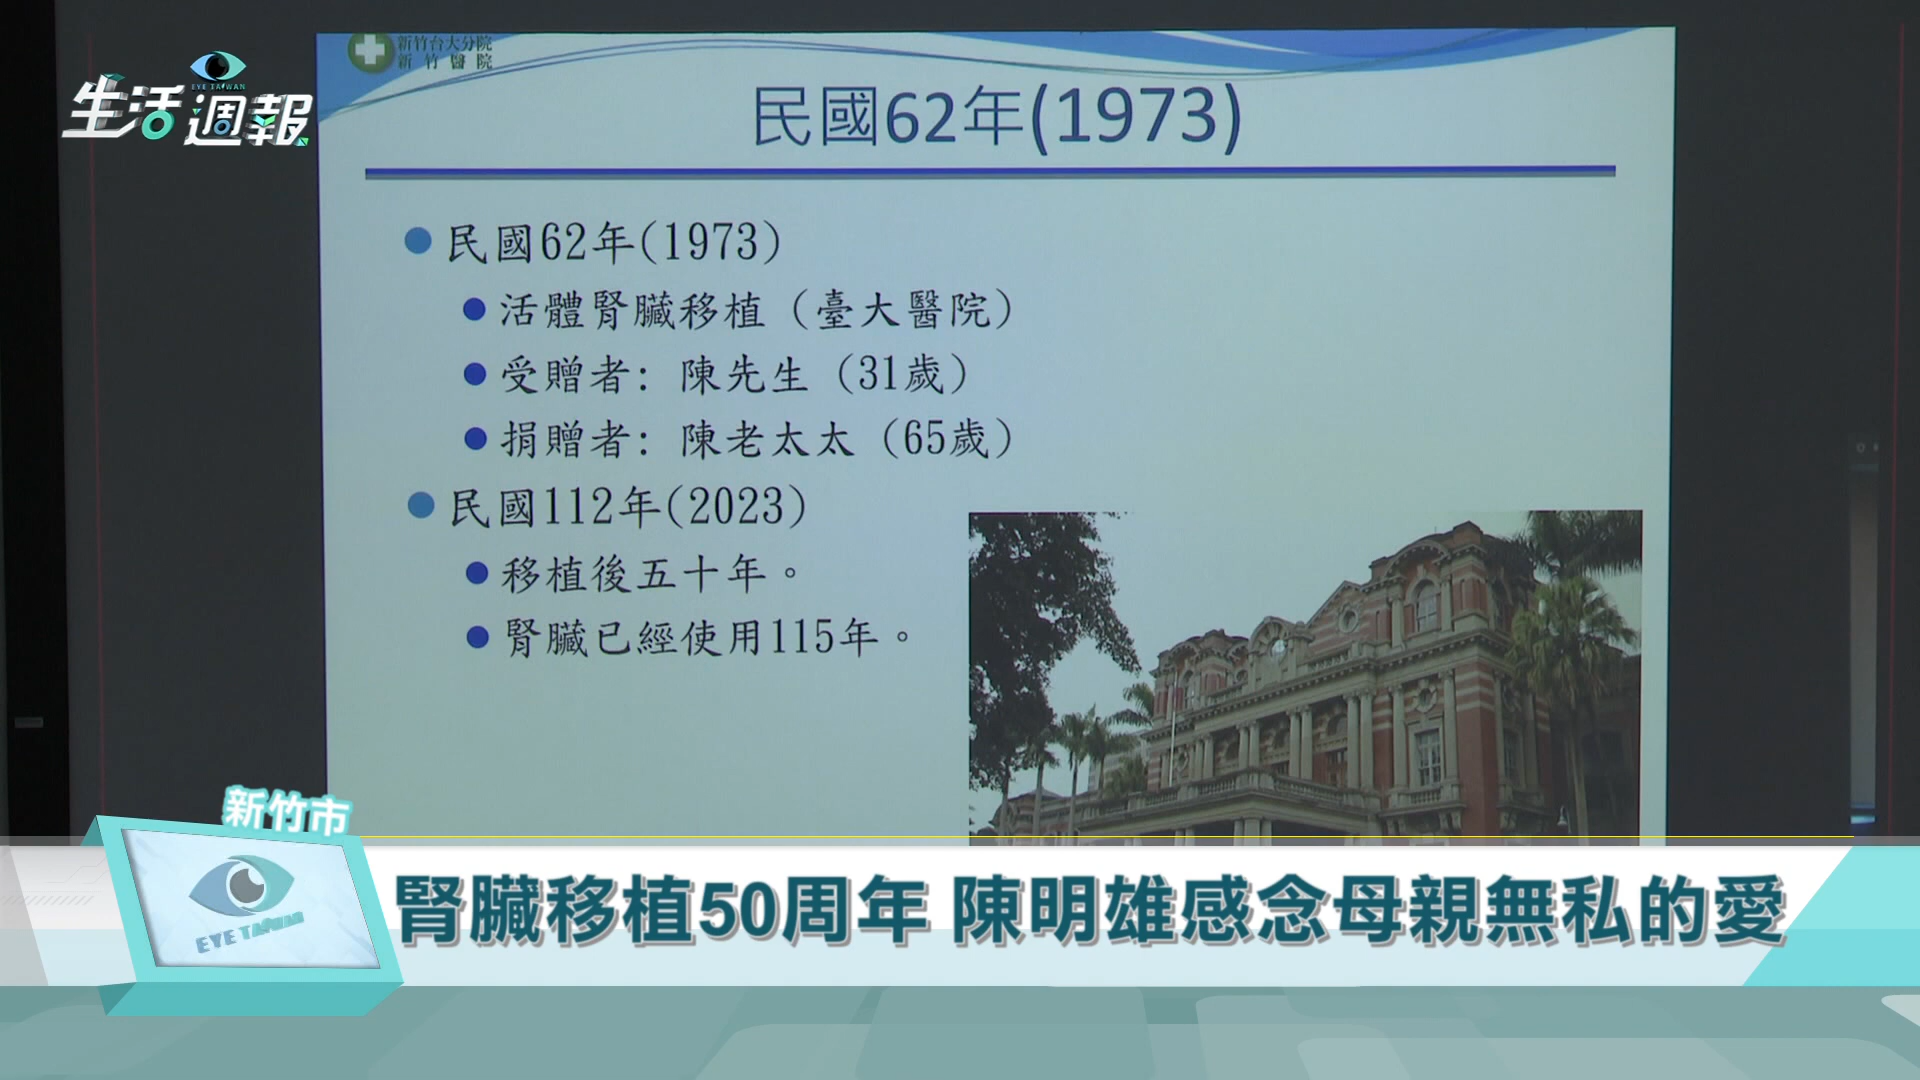 新竹台大分院
新竹醫院
EYE TAIWAN
生活週報
民國62年(1973)
民國62年(1973)
活體腎臟移植（臺大醫院）
受贈者：陳先生（31歲）
捐贈者：陳老太太（65歲）
民國112年(2023)
移植後五十年。
腎臟已經使用115年。
新竹市
EYE TAIWAN
腎臟移植50周年 陳明雄感念母親無私的愛